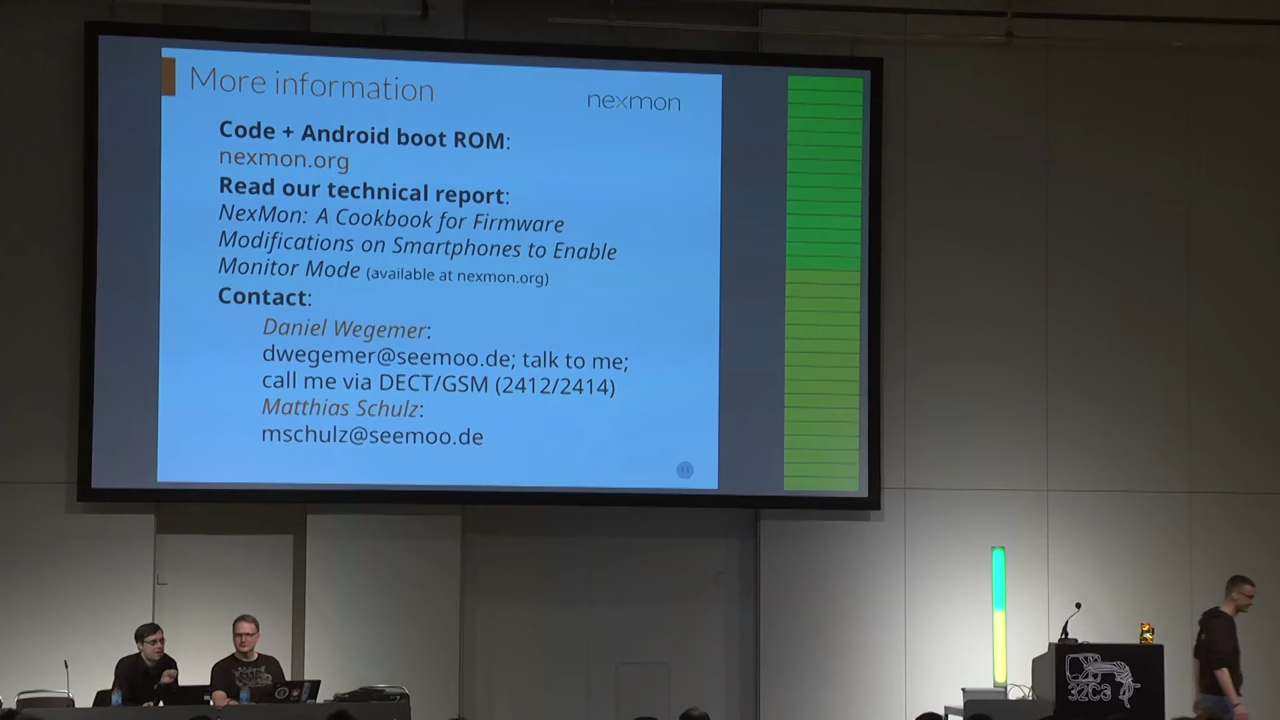 More information
nexmon
Code + Android boot ROM:
nexmon.org
Read our technical report:
NexMon: A Cookbook for Firmware
Modifications on Smartphones to Enable
Monitor Mode (available at nexmon.org)
Contact:
Daniel Wegemer:
dwegemer@seemoo.de; talk to me;
call me via DECT/GSM (2412/2414)
Matthias Schulz:
mschulz@seemoo.de
11
32C3